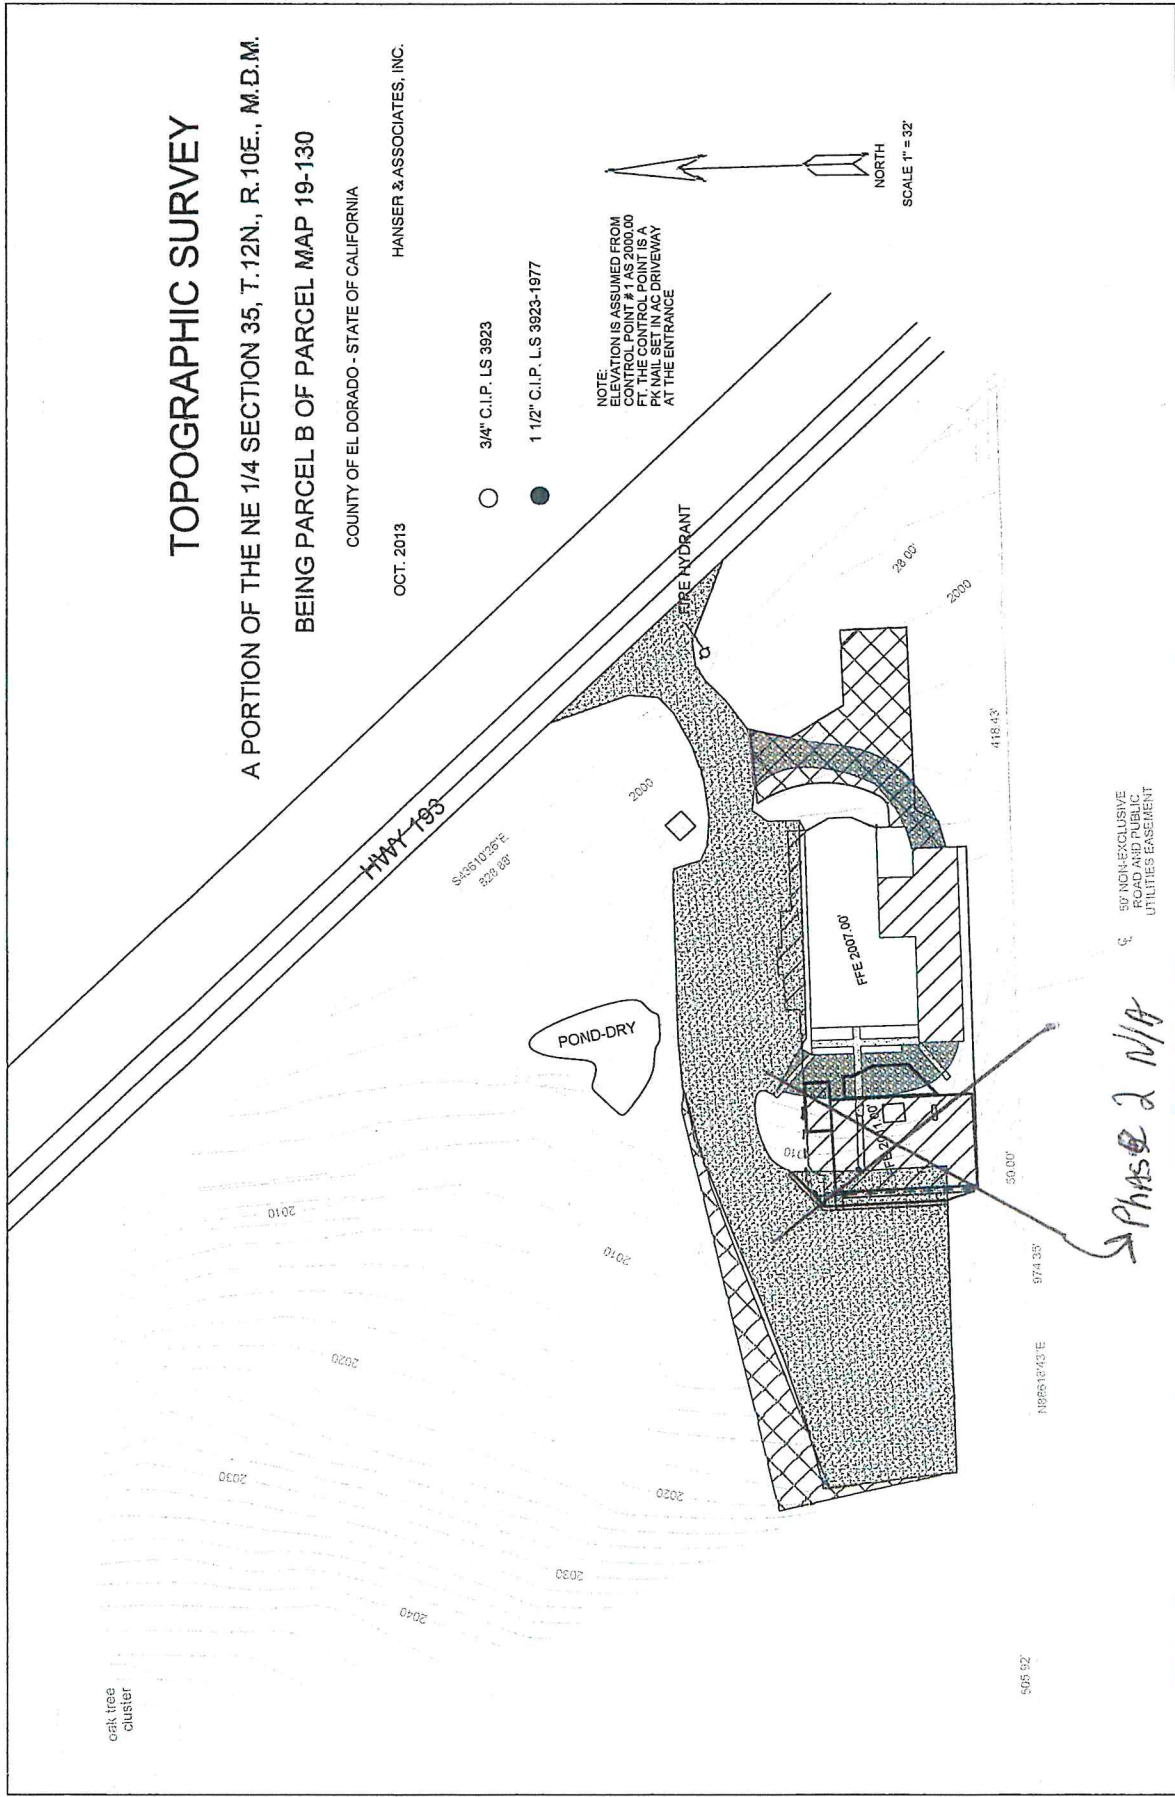 TOPOGRAPHIC SURVEY
A PORTION OF THE NE 1/4 SECTION 35, T.12N., R.10E., M.D.M.
BEING PARCEL B OF PARCEL MAP 19-130
COUNTY OF EL DORADO - STATE OF CALIFORNIA
OCT. 2013
HANSER & ASSOCIATES, INC.
3/4" C.I.P. LS 3923
1 1/2" C.I.P. L.S 3923-1977
NOTE:
ELEVATION IS ASSUMED FROM
CONTROL POINT # 1 AS 2000.00
FT. THE CONTROL POINT IS A
PK NAIL SET IN AC DRIVEWAY
AT THE ENTRANCE
NORTH
SCALE 1" = 32'
HWY 193
FIRE HYDRANT
828.88'
2000
28.00'
2000
POND-DRY
FFE 2007.00'
2010
2010
2010
2020
2020
2030
2030
2040
oak tree
cluster
418.43'
50.00'
974.35'
N88618'43"E
505.92'
50' NON-EXCLUSIVE
ROAD AND PUBLIC
UTILITIES EASEMENT
Phase 2 N/A